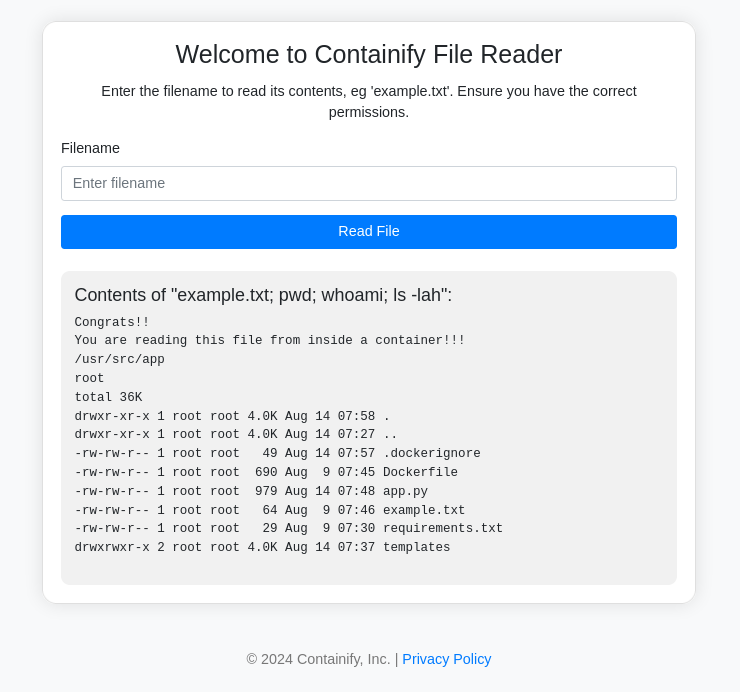 Welcome to Containify File Reader
Enter the filename to read its contents, eg 'example.txt'. Ensure you have the correct
permissions.
Filename
Enter filename
Read File
Contents of "example.txt; pwd; whoami; ls -lah":
Congrats!!
You are reading this file from inside a container!!!
/usr/src/app
root
total 36K
drwxr-xr-x 1 root root 4.0K Aug 14 07:58 .
drwxr-xr-x 1 root root 4.0K Aug 14 07:27 ..
-rw-rw-r-- 1 root root   49 Aug 14 07:57 .dockerignore
-rw-rw-r-- 1 root root  690 Aug  9 07:45 Dockerfile
-rw-rw-r-- 1 root root  979 Aug 14 07:48 app.py
-rw-rw-r-- 1 root root   64 Aug  9 07:46 example.txt
-rw-rw-r-- 1 root root   29 Aug  9 07:30 requirements.txt
drwxrwxr-x 2 root root 4.0K Aug 14 07:37 templates
© 2024 Containify, Inc. | Privacy Policy